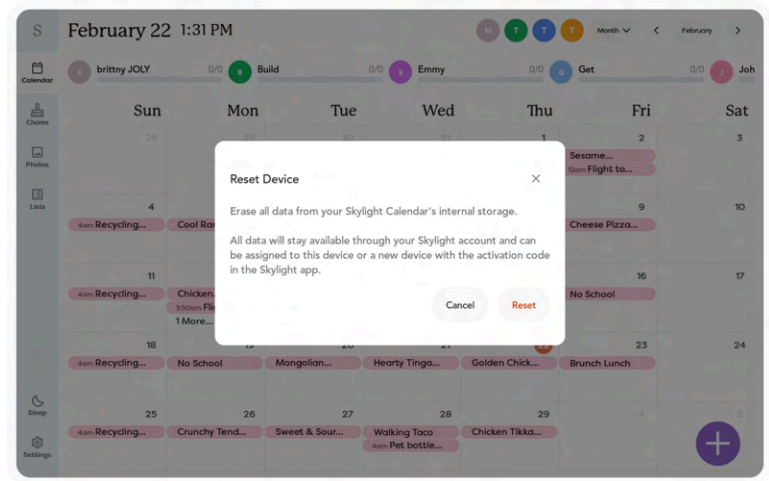 S
February 22 1:31 PM
M T T T
Month
February
B brittny JOLY 0/0
B Build 0/0
E Emmy 0/0
G Get 0/0
J Joh
Calendar
Chores
Photos
Lists
Sleep
Settings
Sun Mon Tue Wed Thu Fri Sat
28 29 30 31 1 2 3
Sesame...
12am Flight to...
Reset Device
Erase all data from your Skylight Calendar's internal storage.
All data will stay available through your Skylight account and can
be assigned to this device or a new device with the activation code
in the Skylight app.
Cancel Reset
4 9 10
4am Recycling... Cool Ran Cheese Pizza...
11 16 17
4am Recycling... Chicken. No School
3:50am Fli
1 More...
18 19 20 21 23 24
4am Recycling... No School Mongolian... Hearty Tinga... Golden Chick... Brunch Lunch
25 26 27 28 29 1 2
4am Recycling... Crunchy Tend... Sweet & Sour... Walking Taco Chicken Tikka...
4am Pet bottle...